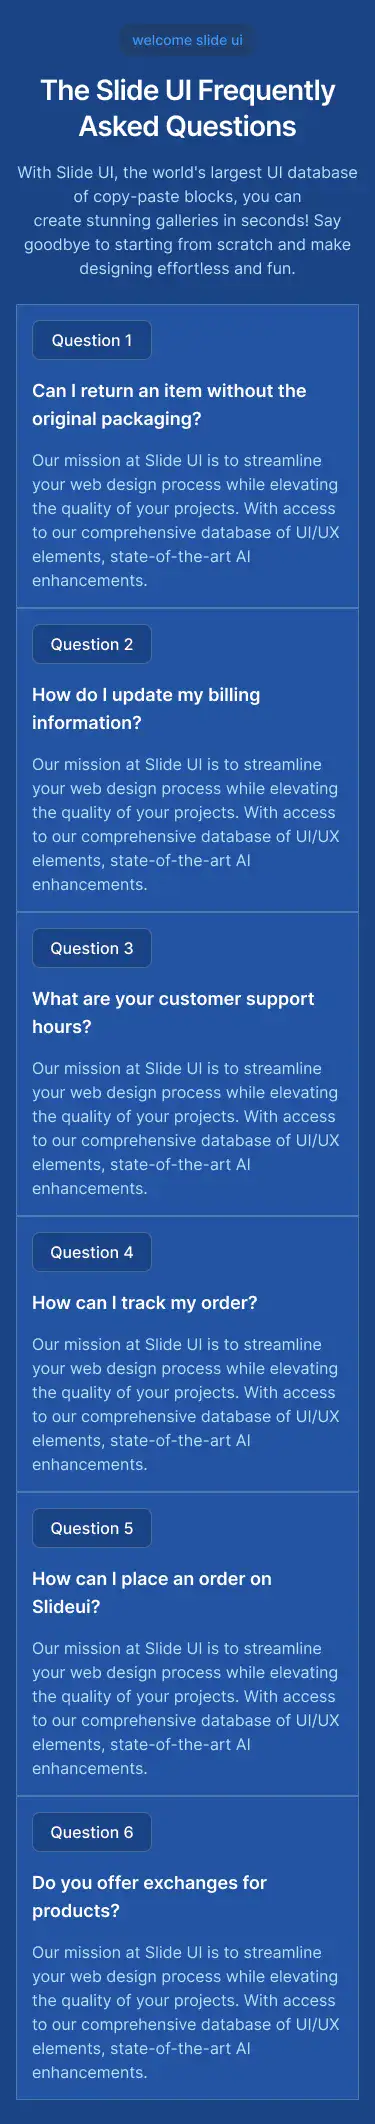 welcome slide ui
The Slide UI Frequently
Asked Questions
With Slide UI, the world's largest UI database
of copy-paste blocks, you can
create stunning galleries in seconds! Say
goodbye to starting from scratch and make
designing effortless and fun.
Question 1
Can I return an item without the
original packaging?
Our mission at Slide UI is to streamline
your web design process while elevating
the quality of your projects. With access
to our comprehensive database of UI/UX
elements, state-of-the-art AI
enhancements.
Question 2
How do I update my billing
information?
Our mission at Slide UI is to streamline
your web design process while elevating
the quality of your projects. With access
to our comprehensive database of UI/UX
elements, state-of-the-art AI
enhancements.
Question 3
What are your customer support
hours?
Our mission at Slide UI is to streamline
your web design process while elevating
the quality of your projects. With access
to our comprehensive database of UI/UX
elements, state-of-the-art AI
enhancements.
Question 4
How can I track my order?
Our mission at Slide UI is to streamline
your web design process while elevating
the quality of your projects. With access
to our comprehensive database of UI/UX
elements, state-of-the-art AI
enhancements.
Question 5
How can I place an order on
Slideui?
Our mission at Slide UI is to streamline
your web design process while elevating
the quality of your projects. With access
to our comprehensive database of UI/UX
elements, state-of-the-art AI
enhancements.
Question 6
Do you offer exchanges for
products?
Our mission at Slide UI is to streamline
your web design process while elevating
the quality of your projects. With access
to our comprehensive database of UI/UX
elements, state-of-the-art AI
enhancements.